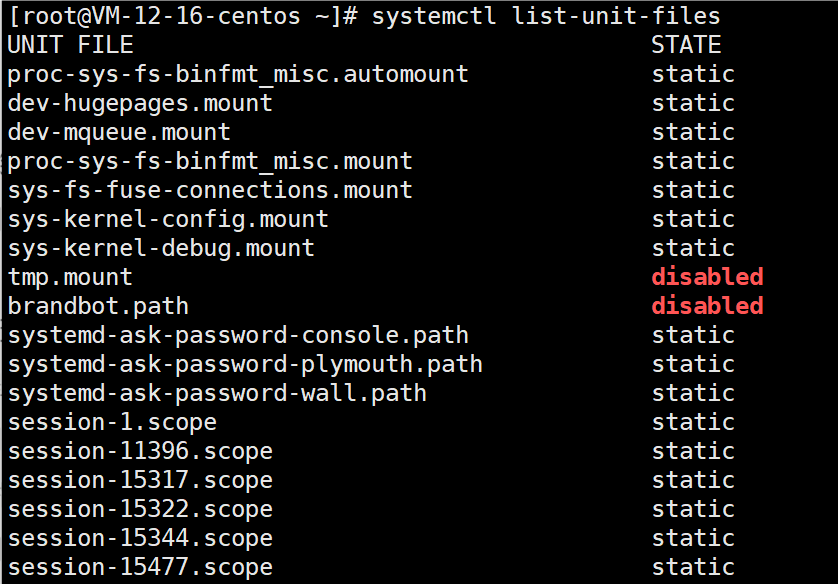 [root@VM-12-16-centos ~]# systemctl list-unit-files
UNIT FILE STATE
proc-sys-fs-binfmt_misc.automount static
dev-hugepages.mount static
dev-mqueue.mount static
proc-sys-fs-binfmt_misc.mount static
sys-fs-fuse-connections.mount static
sys-kernel-config.mount static
sys-kernel-debug.mount static
tmp.mount disabled
brandbot.path disabled
systemd-ask-password-console.path static
systemd-ask-password-plymouth.path static
systemd-ask-password-wall.path static
session-1.scope static
session-11396.scope static
session-15317.scope static
session-15322.scope static
session-15344.scope static
session-15477.scope static